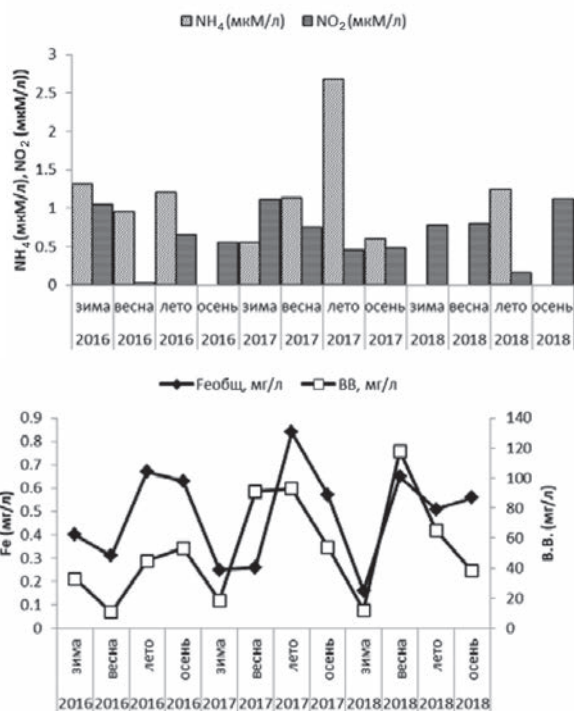 NH₄(мкМ/л) NO₂(мкМ/л)
NH₄(мкМ/л), NO₂ (мкМ/л))
3
2.5
2
1.5
1
0.5
0
зима весна лето осень зима весна лето осень зима весна лето осень
2016 2016 2016 2016 2017 2017 2017 2017 2018 2018 2018 2018
Feобщ, мг/л ВВ, мг/л
Fe (мг/л)
0.9
0.8
0.7
0.6
0.5
0.4
0.3
0.2
0.1
0
140
120
100
80
60
40
20
0
В.В. (мг/л)
зима весна лето осень зима весна лето осень зима весна лето осень
2016 2016 2016 2016 2017 2017 2017 2017 2018 2018 2018 2018